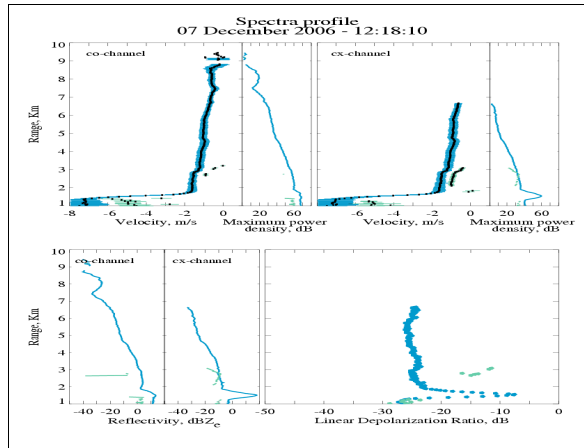 Spectra profile
07 December 2006 - 12:18:10
co-channel
cx-channel
Range, Km
10
9
8
7
6
5
4
3
2
1
-8 -6 -4 -2 0 20 60 -8 -6 -4 -2 0 20 60
Velocity, m/s Maximum power density, dB Velocity, m/s Maximum power density, dB
co-channel cx-channel
Range, Km
10
9
8
7
6
5
4
3
2
1
-40 -20 0 -40 -20 0 -50 -40 -30 -20 -10 0
Reflectivity, dBZe Linear Depolarization Ratio, dB